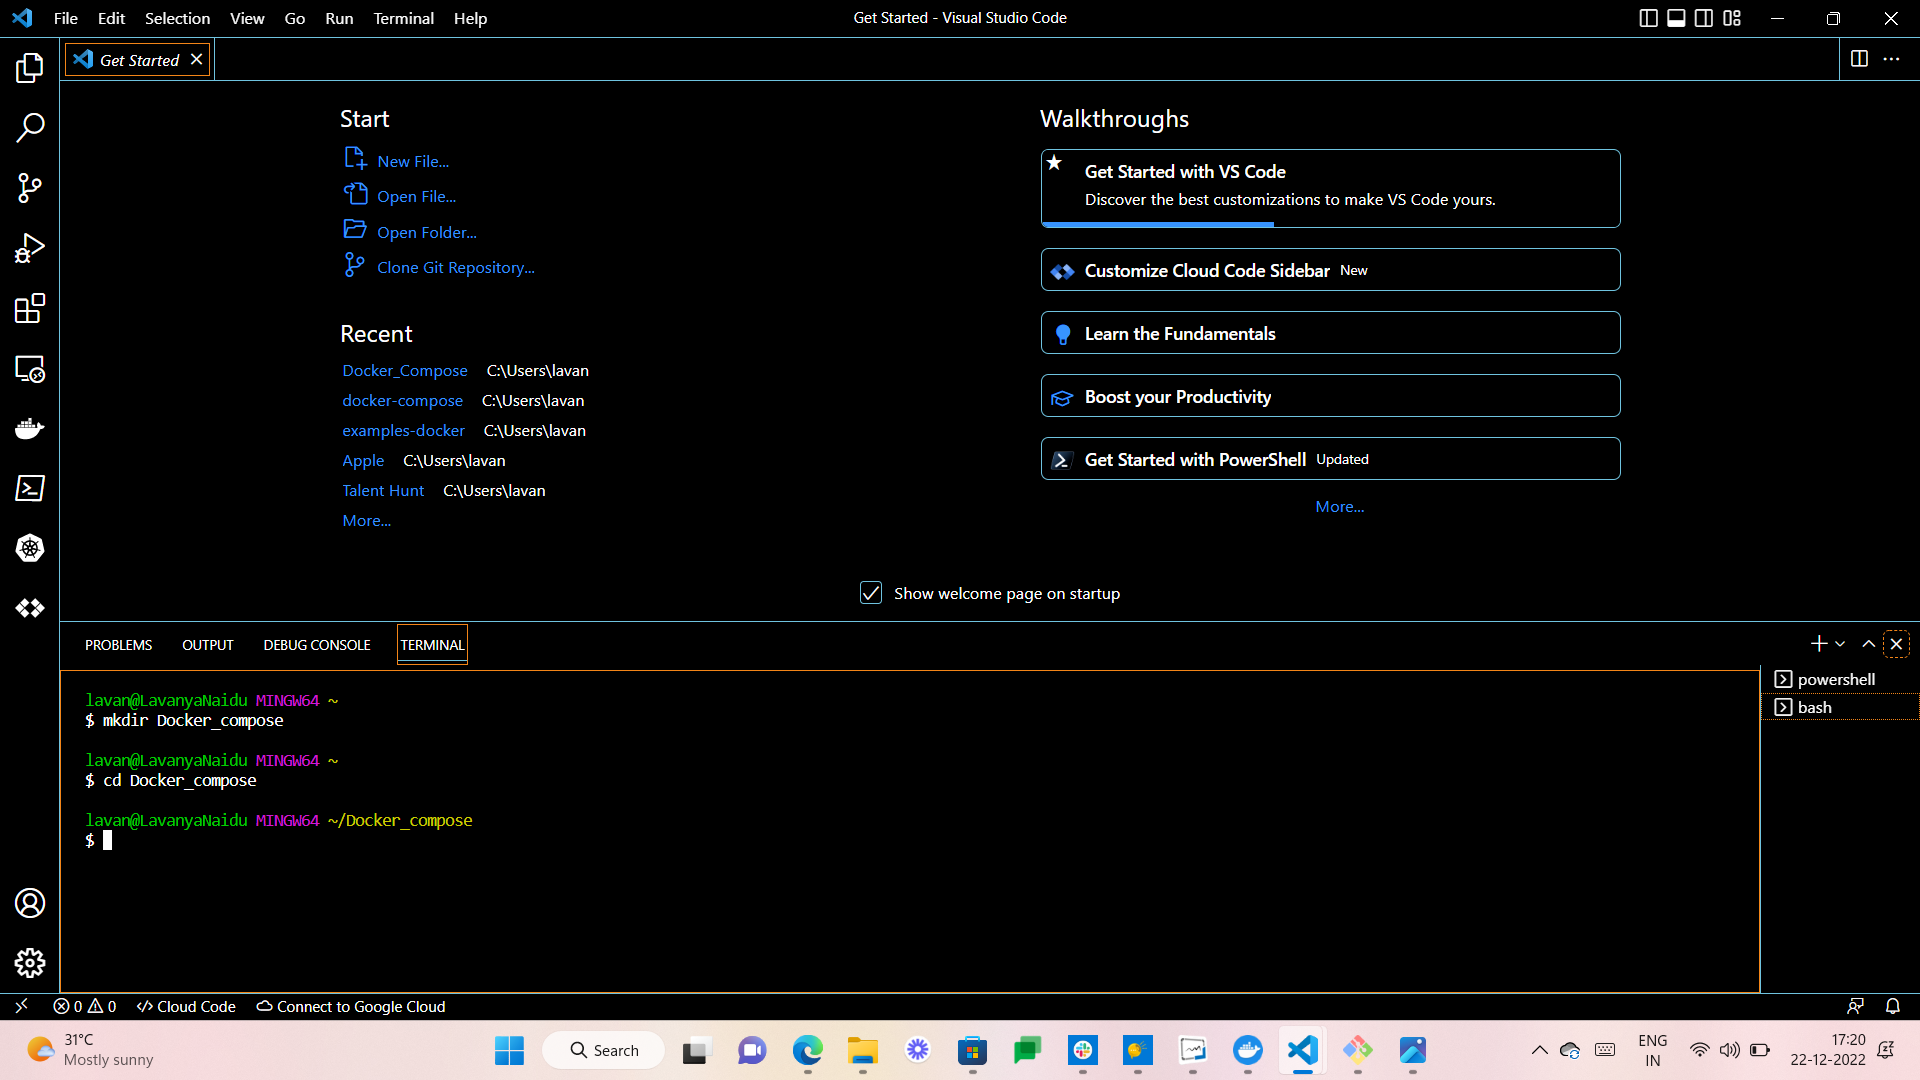 File Edit Selection View Go Run Terminal Help
Get Started - Visual Studio Code
Get Started
Start
New File...
Open File...
Open Folder...
Clone Git Repository...
Recent
Docker_Compose C:\Users\lavan
docker-compose C:\Users\lavan
examples-docker C:\Users\lavan
Apple C:\Users\lavan
Talent Hunt C:\Users\lavan
More...
Walkthroughs
Get Started with VS Code
Discover the best customizations to make VS Code yours.
Customize Cloud Code Sidebar New
Learn the Fundamentals
Boost your Productivity
Get Started with PowerShell Updated
More...
Show welcome page on startup
PROBLEMS OUTPUT DEBUG CONSOLE TERMINAL
lavan@LavanyaNaidu MINGW64 ~
$ mkdir Docker_compose
lavan@LavanyaNaidu MINGW64 ~
$ cd Docker_compose
lavan@LavanyaNaidu MINGW64 ~/Docker_compose
$
powershell
bash
0 0 Cloud Code Connect to Google Cloud
31°C
Mostly sunny
Search
ENG
IN
17:20
22-12-2022